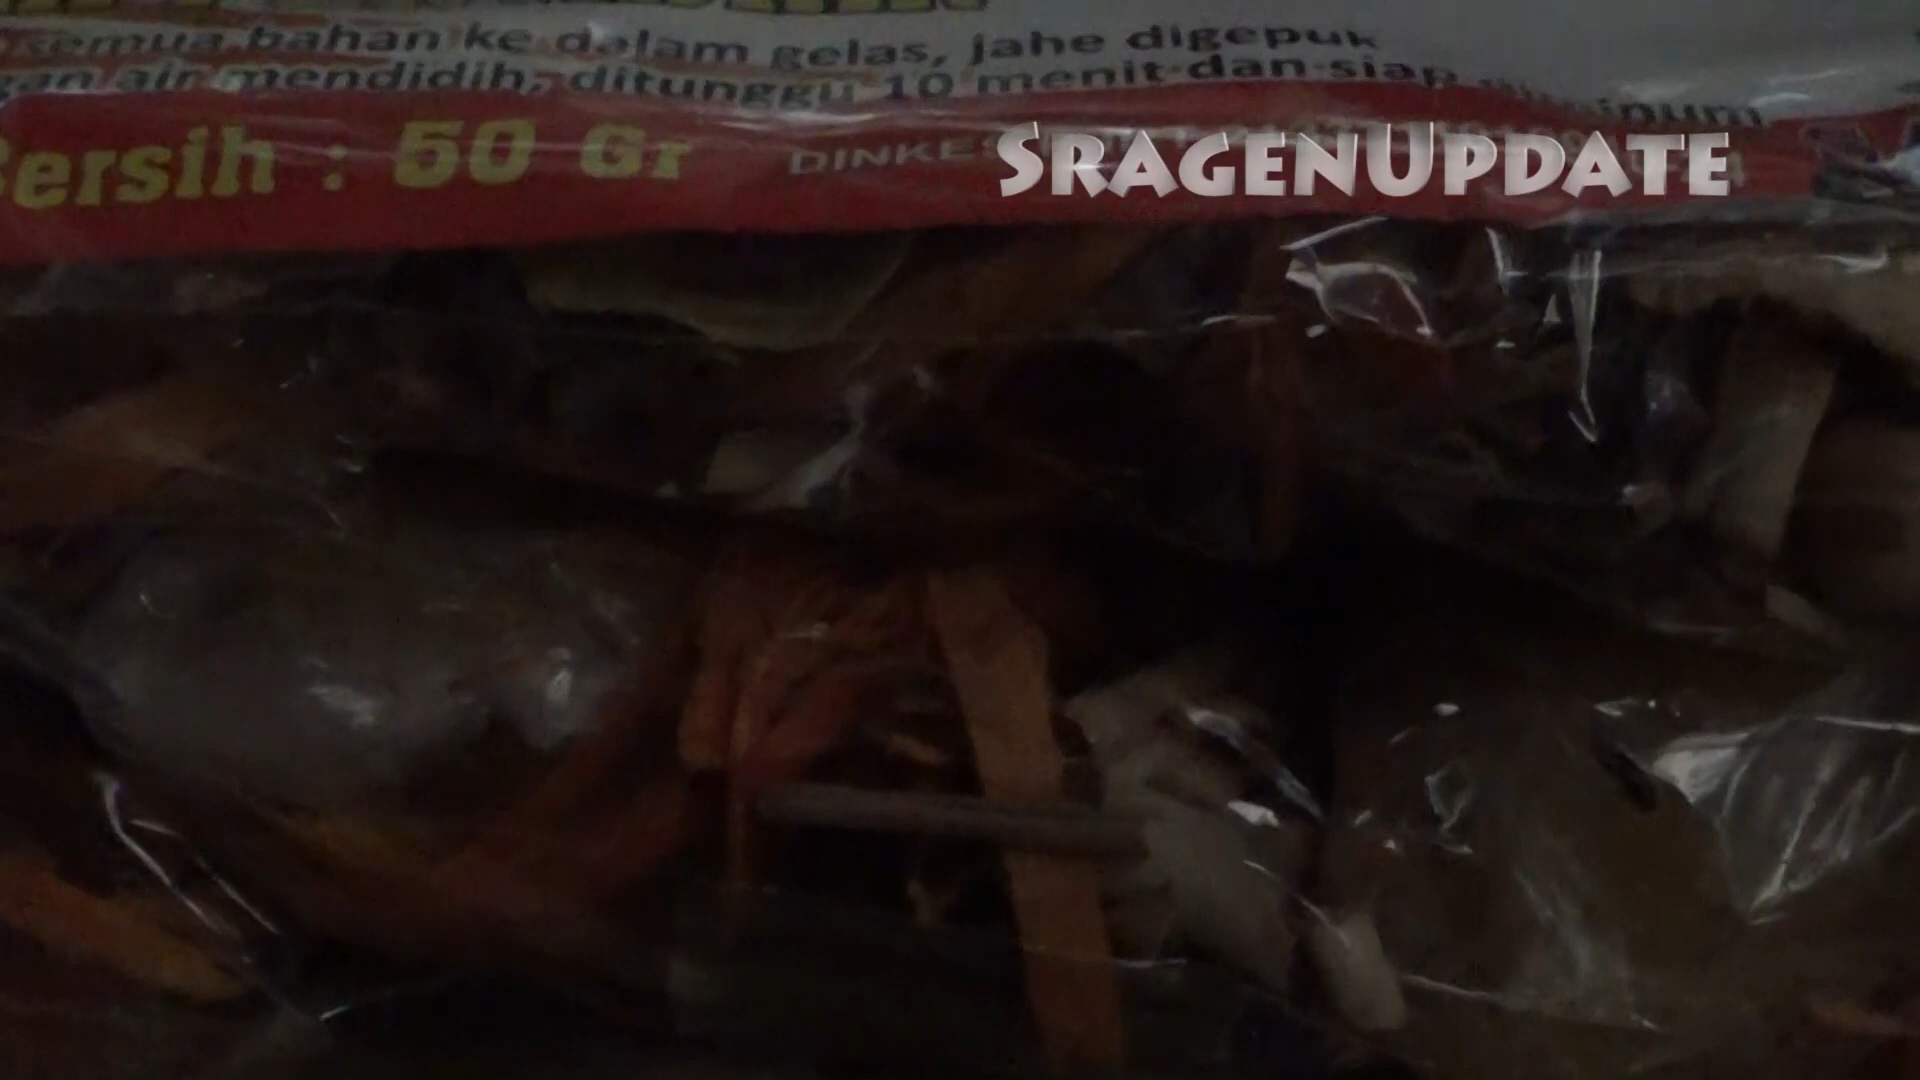 semua bahan ke dalam gelas, jahe digepuk
air mendidih, ditunggu 10 menit dan siap
Bersih : 50 Gr
SRAGENUPDATE